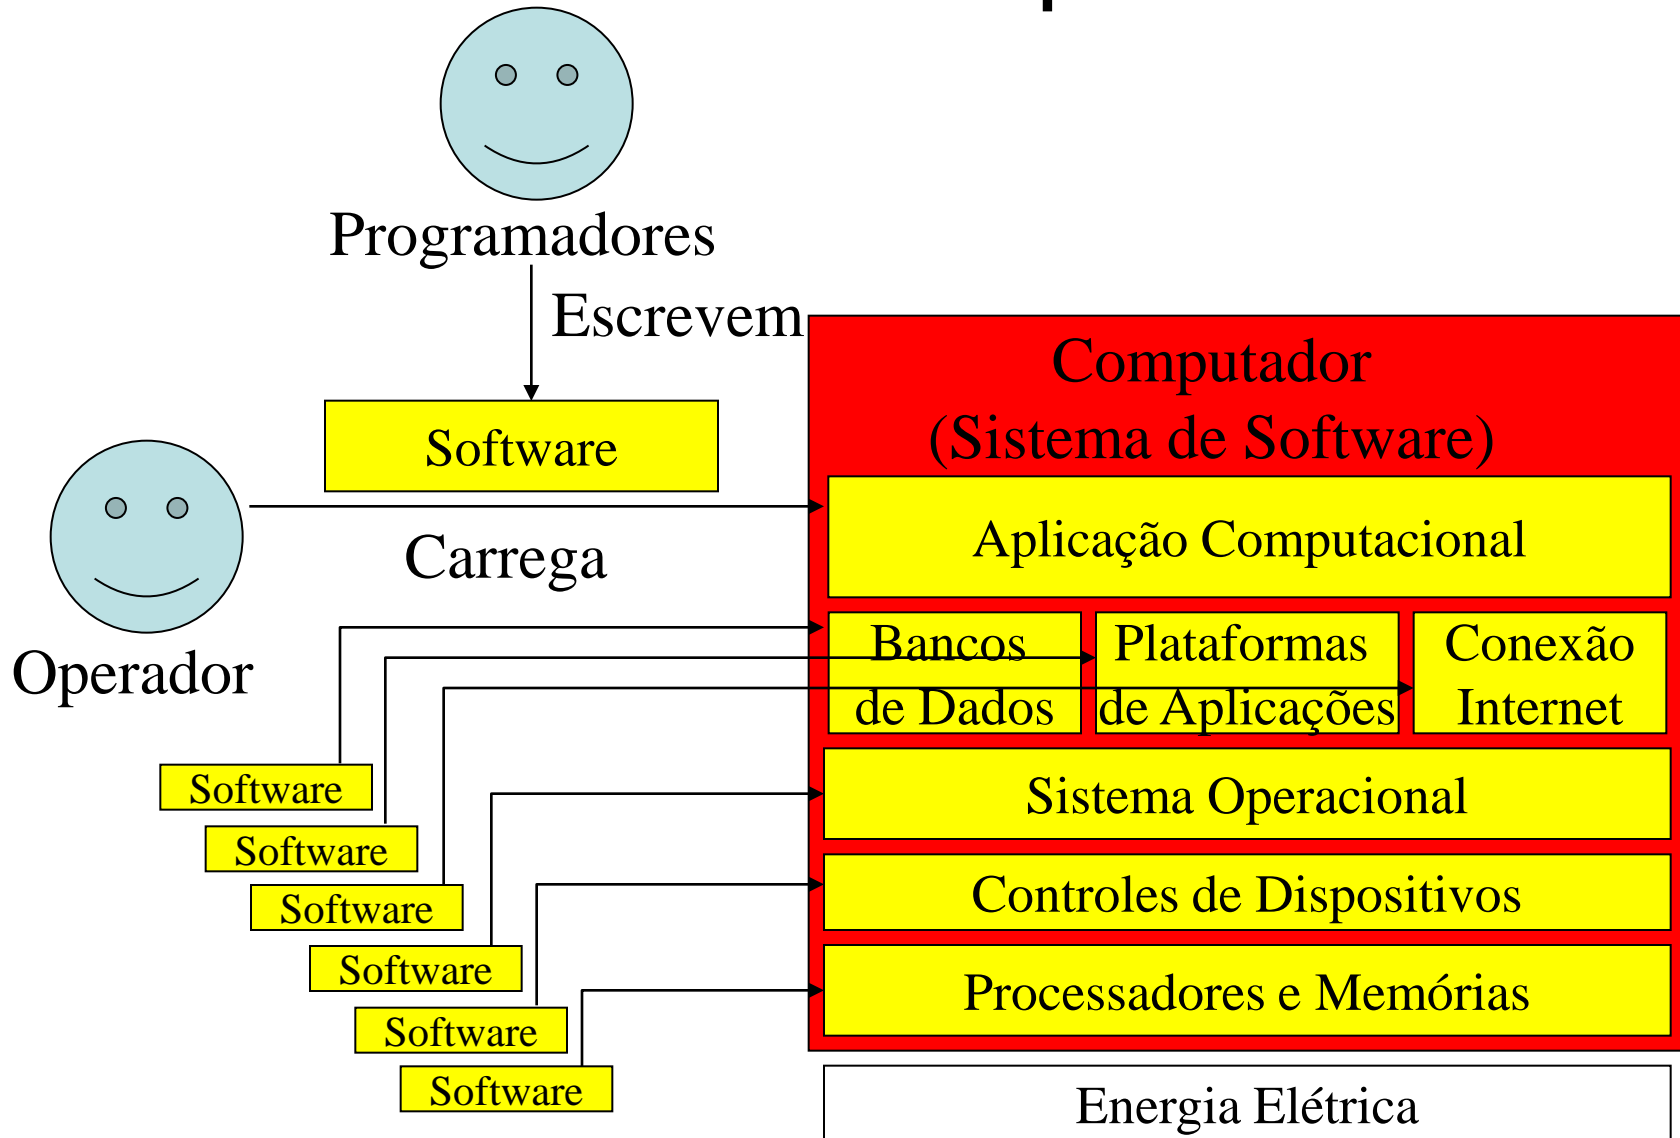 Programadores
Escrevem
Software
Computador
(Sistema de Software)
Aplicação Computacional
Carrega
Operador
Bancos
de Dados
Plataformas
de Aplicações
Conexão
Internet
Software
Software
Software
Software
Software
Software
Sistema Operacional
Controles de Dispositivos
Processadores e Memórias
Energia Elétrica